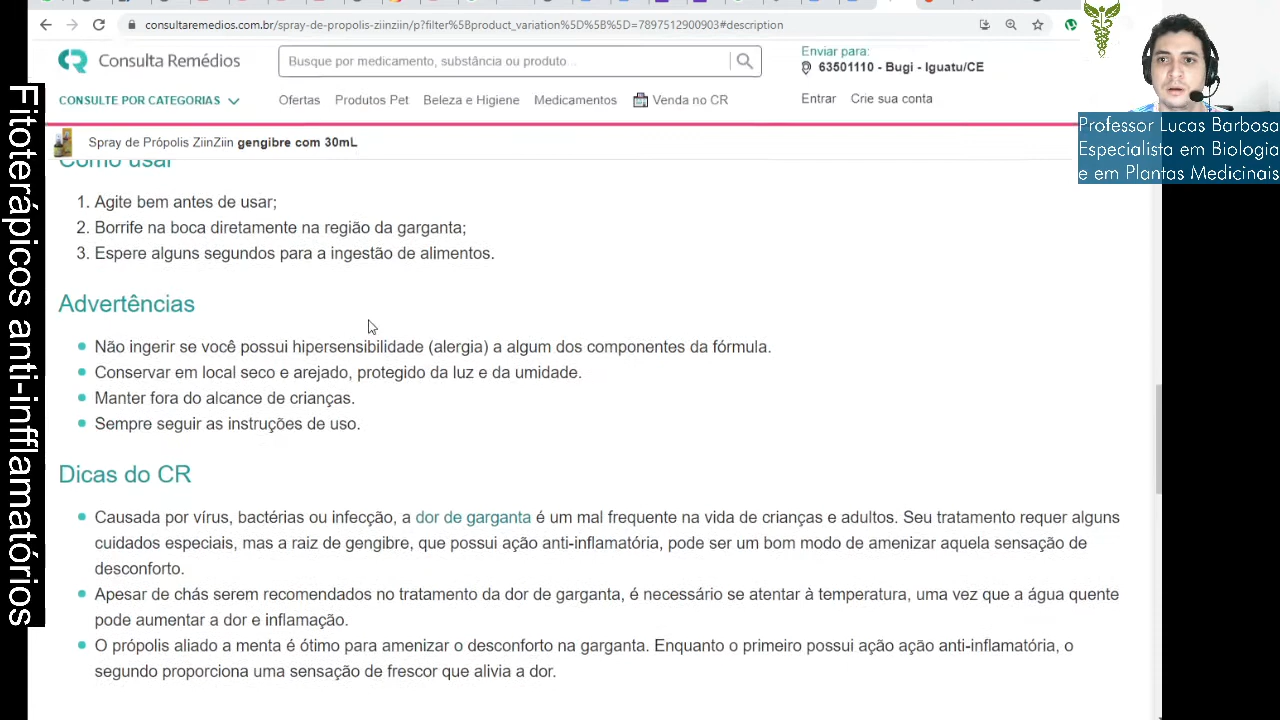 consultaremedios.com.br/spray-de-propolis-ziinziin/p?filter%5Bproduct_variation%5D%5B%5D=7897512900903#description
Consulta Remédios
Busque por medicamento, substância ou produto...
Enviar para:
63501110 - Bugi - Iguatu/CE
CONSULTE POR CATEGORIAS
Ofertas
Produtos Pet
Beleza e Higiene
Medicamentos
Venda no CR
Entrar
Crie sua conta
Professor Lucas Barbosa
Especialista em Biologia
e em Plantas Medicinais
Fitoterápicos anti-infflamatórios
Spray de Própolis ZiinZiin gengibre com 30mL
Como usar
1. Agite bem antes de usar;
2. Borrife na boca diretamente na região da garganta;
3. Espere alguns segundos para a ingestão de alimentos.
Advertências
Não ingerir se você possui hipersensibilidade (alergia) a algum dos componentes da fórmula.
Conservar em local seco e arejado, protegido da luz e da umidade.
Manter fora do alcance de crianças.
Sempre seguir as instruções de uso.
Dicas do CR
Causada por vírus, bactérias ou infecção, a dor de garganta é um mal frequente na vida de crianças e adultos. Seu tratamento requer alguns
cuidados especiais, mas a raiz de gengibre, que possui ação anti-inflamatória, pode ser um bom modo de amenizar aquela sensação de
desconforto.
Apesar de chás serem recomendados no tratamento da dor de garganta, é necessário se atentar à temperatura, uma vez que a água quente
pode aumentar a dor e inflamação.
O própolis aliado a menta é ótimo para amenizar o desconforto na garganta. Enquanto o primeiro possui ação ação anti-inflamatória, o
segundo proporciona uma sensação de frescor que alivia a dor.